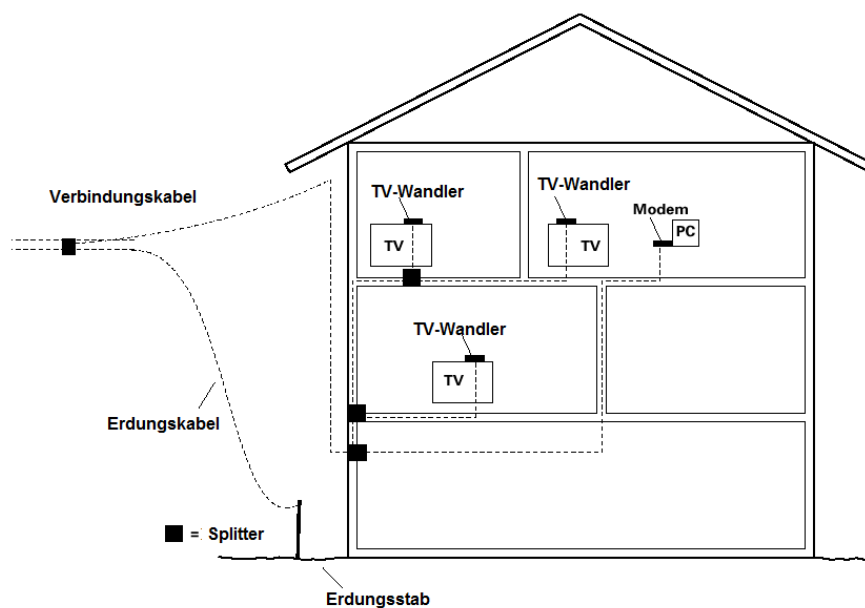 Verbindungskabel
TV-Wandler
TV-Wandler
Modem
TV
TV
PC
TV-Wandler
TV
Erdungskabel
= Splitter
Erdungsstab